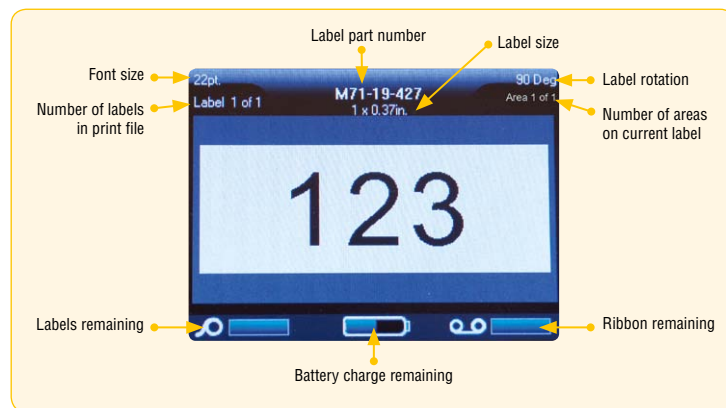 Label part number
Label size
Font size
22pt.
90 Deg
Label rotation
Number of labels
in print file
Label 1 of 1
M71-19-427
1 x 0.37in.
Area 1 of 1
Number of areas
on current label
123
Labels remaining
Ribbon remaining
Battery charge remaining